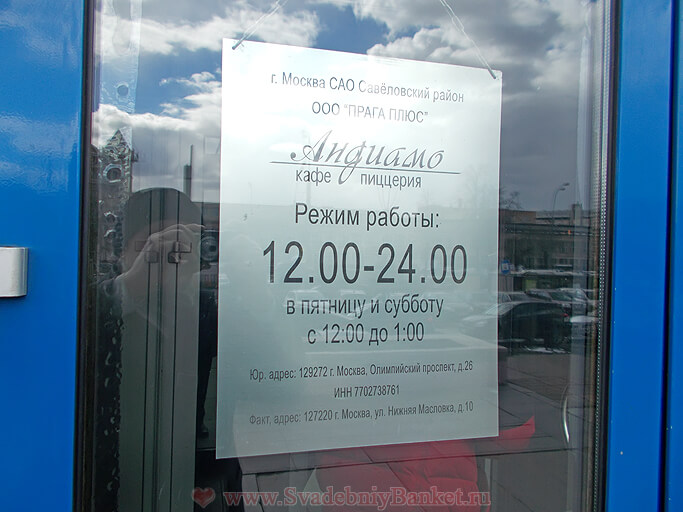 г. Москва САО Савёловский район
ООО "ПРАГА ПЛЮС"
Андиамо
кафе пиццерия
Режим работы:
12.00-24.00
в пятницу и субботу
с 12:00 до 1:00
Юр. адрес: 129272 г. Москва, Олимпийский проспект, д.26
ИНН 7702738761
Факт. адрес: 127220 г. Москва, ул. Нижняя Масловка, д.10
www.SvadebniyBanket.ru